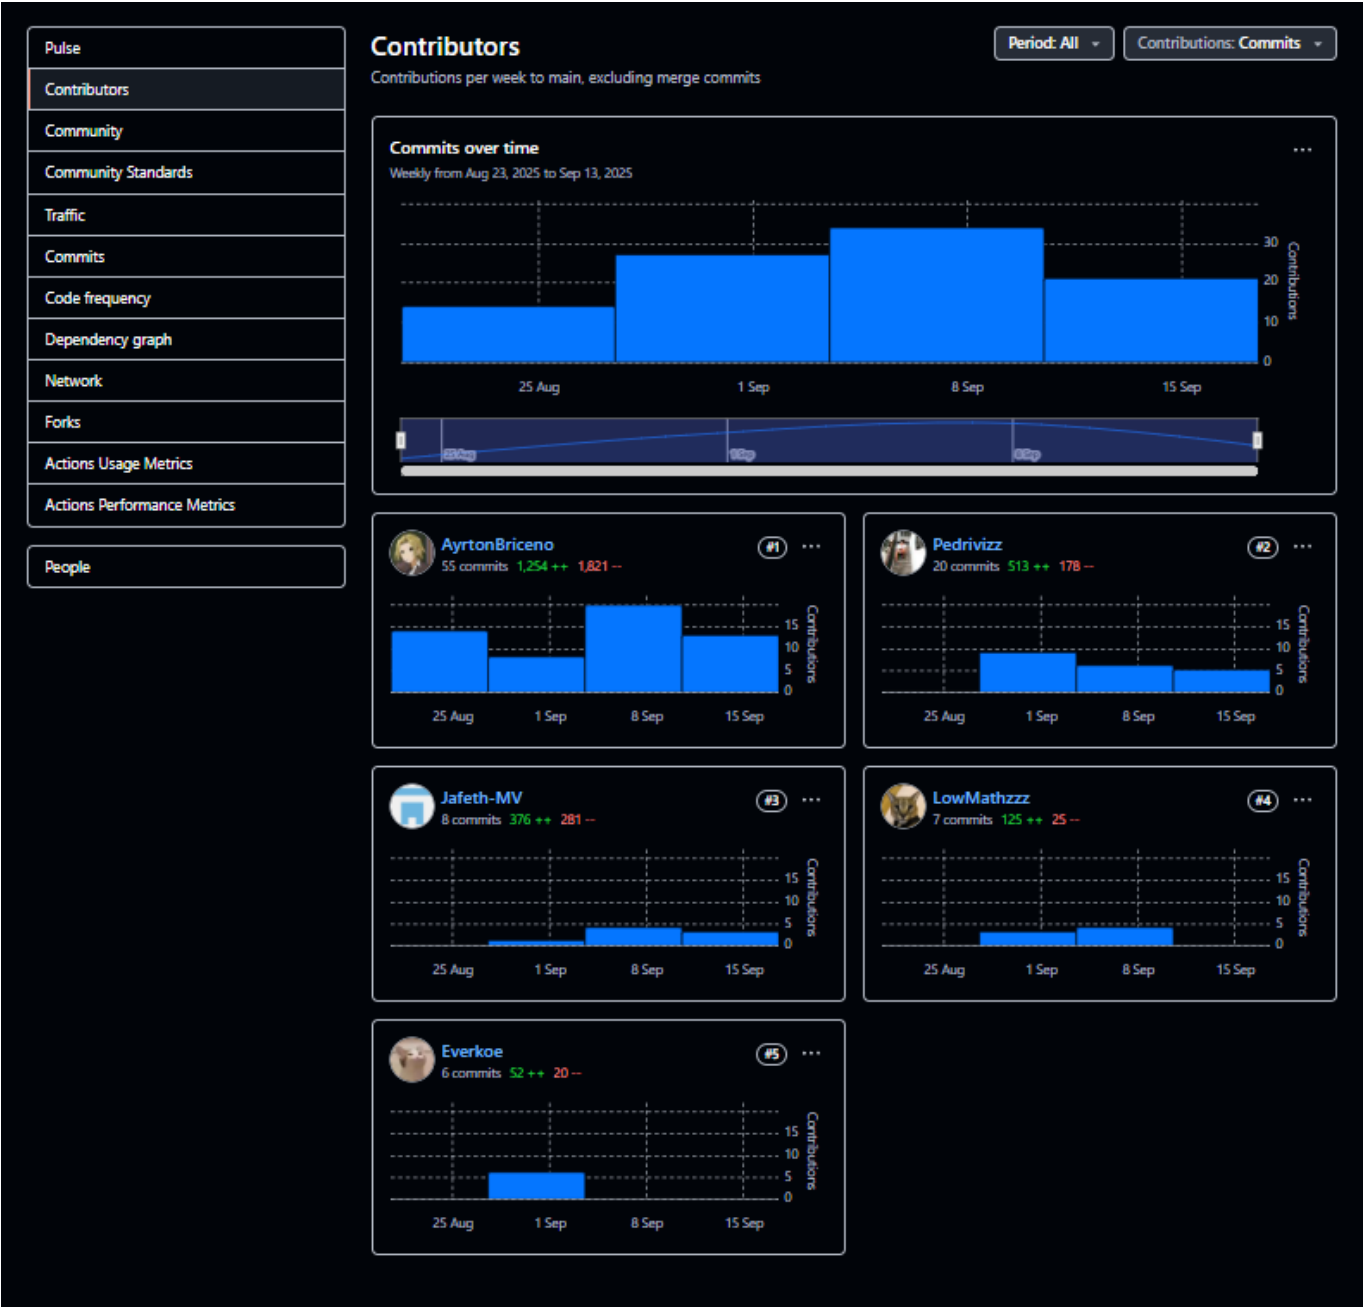 Pulse
Contributors
Community
Community Standards
Traffic
Commits
Code frequency
Dependency graph
Network
Forks
Actions Usage Metrics
Actions Performance Metrics
People
Contributors
Period: All
Contributions: Commits
Contributions per week to main, excluding merge commits
Commits over time
Weekly from Aug 23, 2025 to Sep 13, 2025
30
20
10
0
Contributions
25 Aug 1 Sep 8 Sep 15 Sep
25 Aug 1 Sep 8 Sep
AyrtonBriceno
#1
55 commits 1,254 ++ 1,821 --
15
10
5
0
Contributions
25 Aug 1 Sep 8 Sep 15 Sep
Pedrivizz
#2
20 commits 513 ++ 178 --
15
10
5
0
Contributions
25 Aug 1 Sep 8 Sep 15 Sep
Jafeth-MV
#3
8 commits 376 ++ 281 --
15
10
5
0
Contributions
25 Aug 1 Sep 8 Sep 15 Sep
LowMathzzz
#4
7 commits 125 ++ 25 --
15
10
5
0
Contributions
25 Aug 1 Sep 8 Sep 15 Sep
Everkoe
#5
6 commits 52 ++ 20 --
15
10
5
0
Contributions
25 Aug 1 Sep 8 Sep 15 Sep